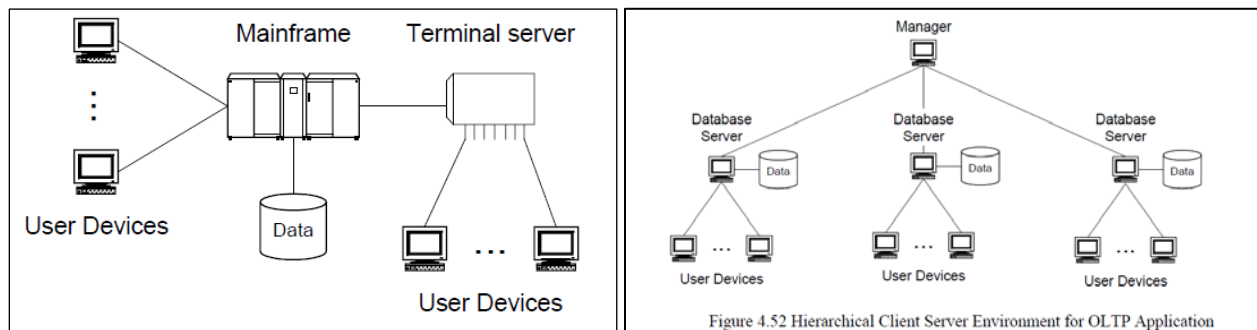 Mainframe
Terminal server
User Devices
Data
User Devices
Manager
Database
Server
Database
Server
Database
Server
Data
Data
Data
User Devices
User Devices
User Devices
Figure 4.52 Hierarchical Client Server Environment for OLTP Application